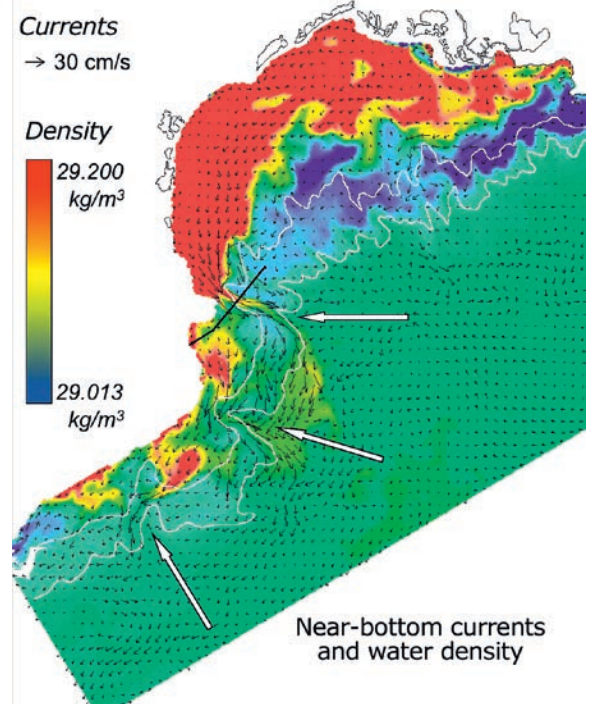 Currents
→ 30 cm/s
Density
29.200
kg/m³
29.013
kg/m³
Near-bottom currents
and water density